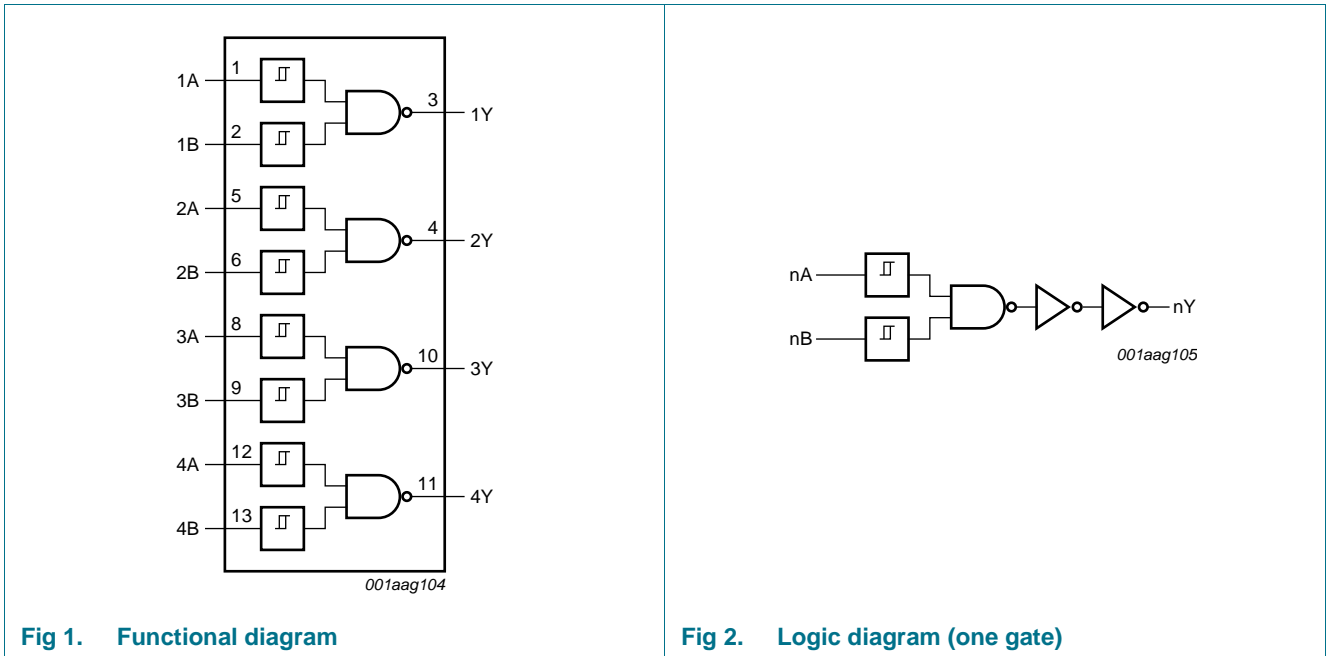 1A 1
1B 2
3 1Y
2A 5
2B 6
4 2Y
3A 8
3B 9
10 3Y
4A 12
4B 13
11 4Y
001aag104
Fig 1. Functional diagram
nA
nB
nY
001aag105
Fig 2. Logic diagram (one gate)